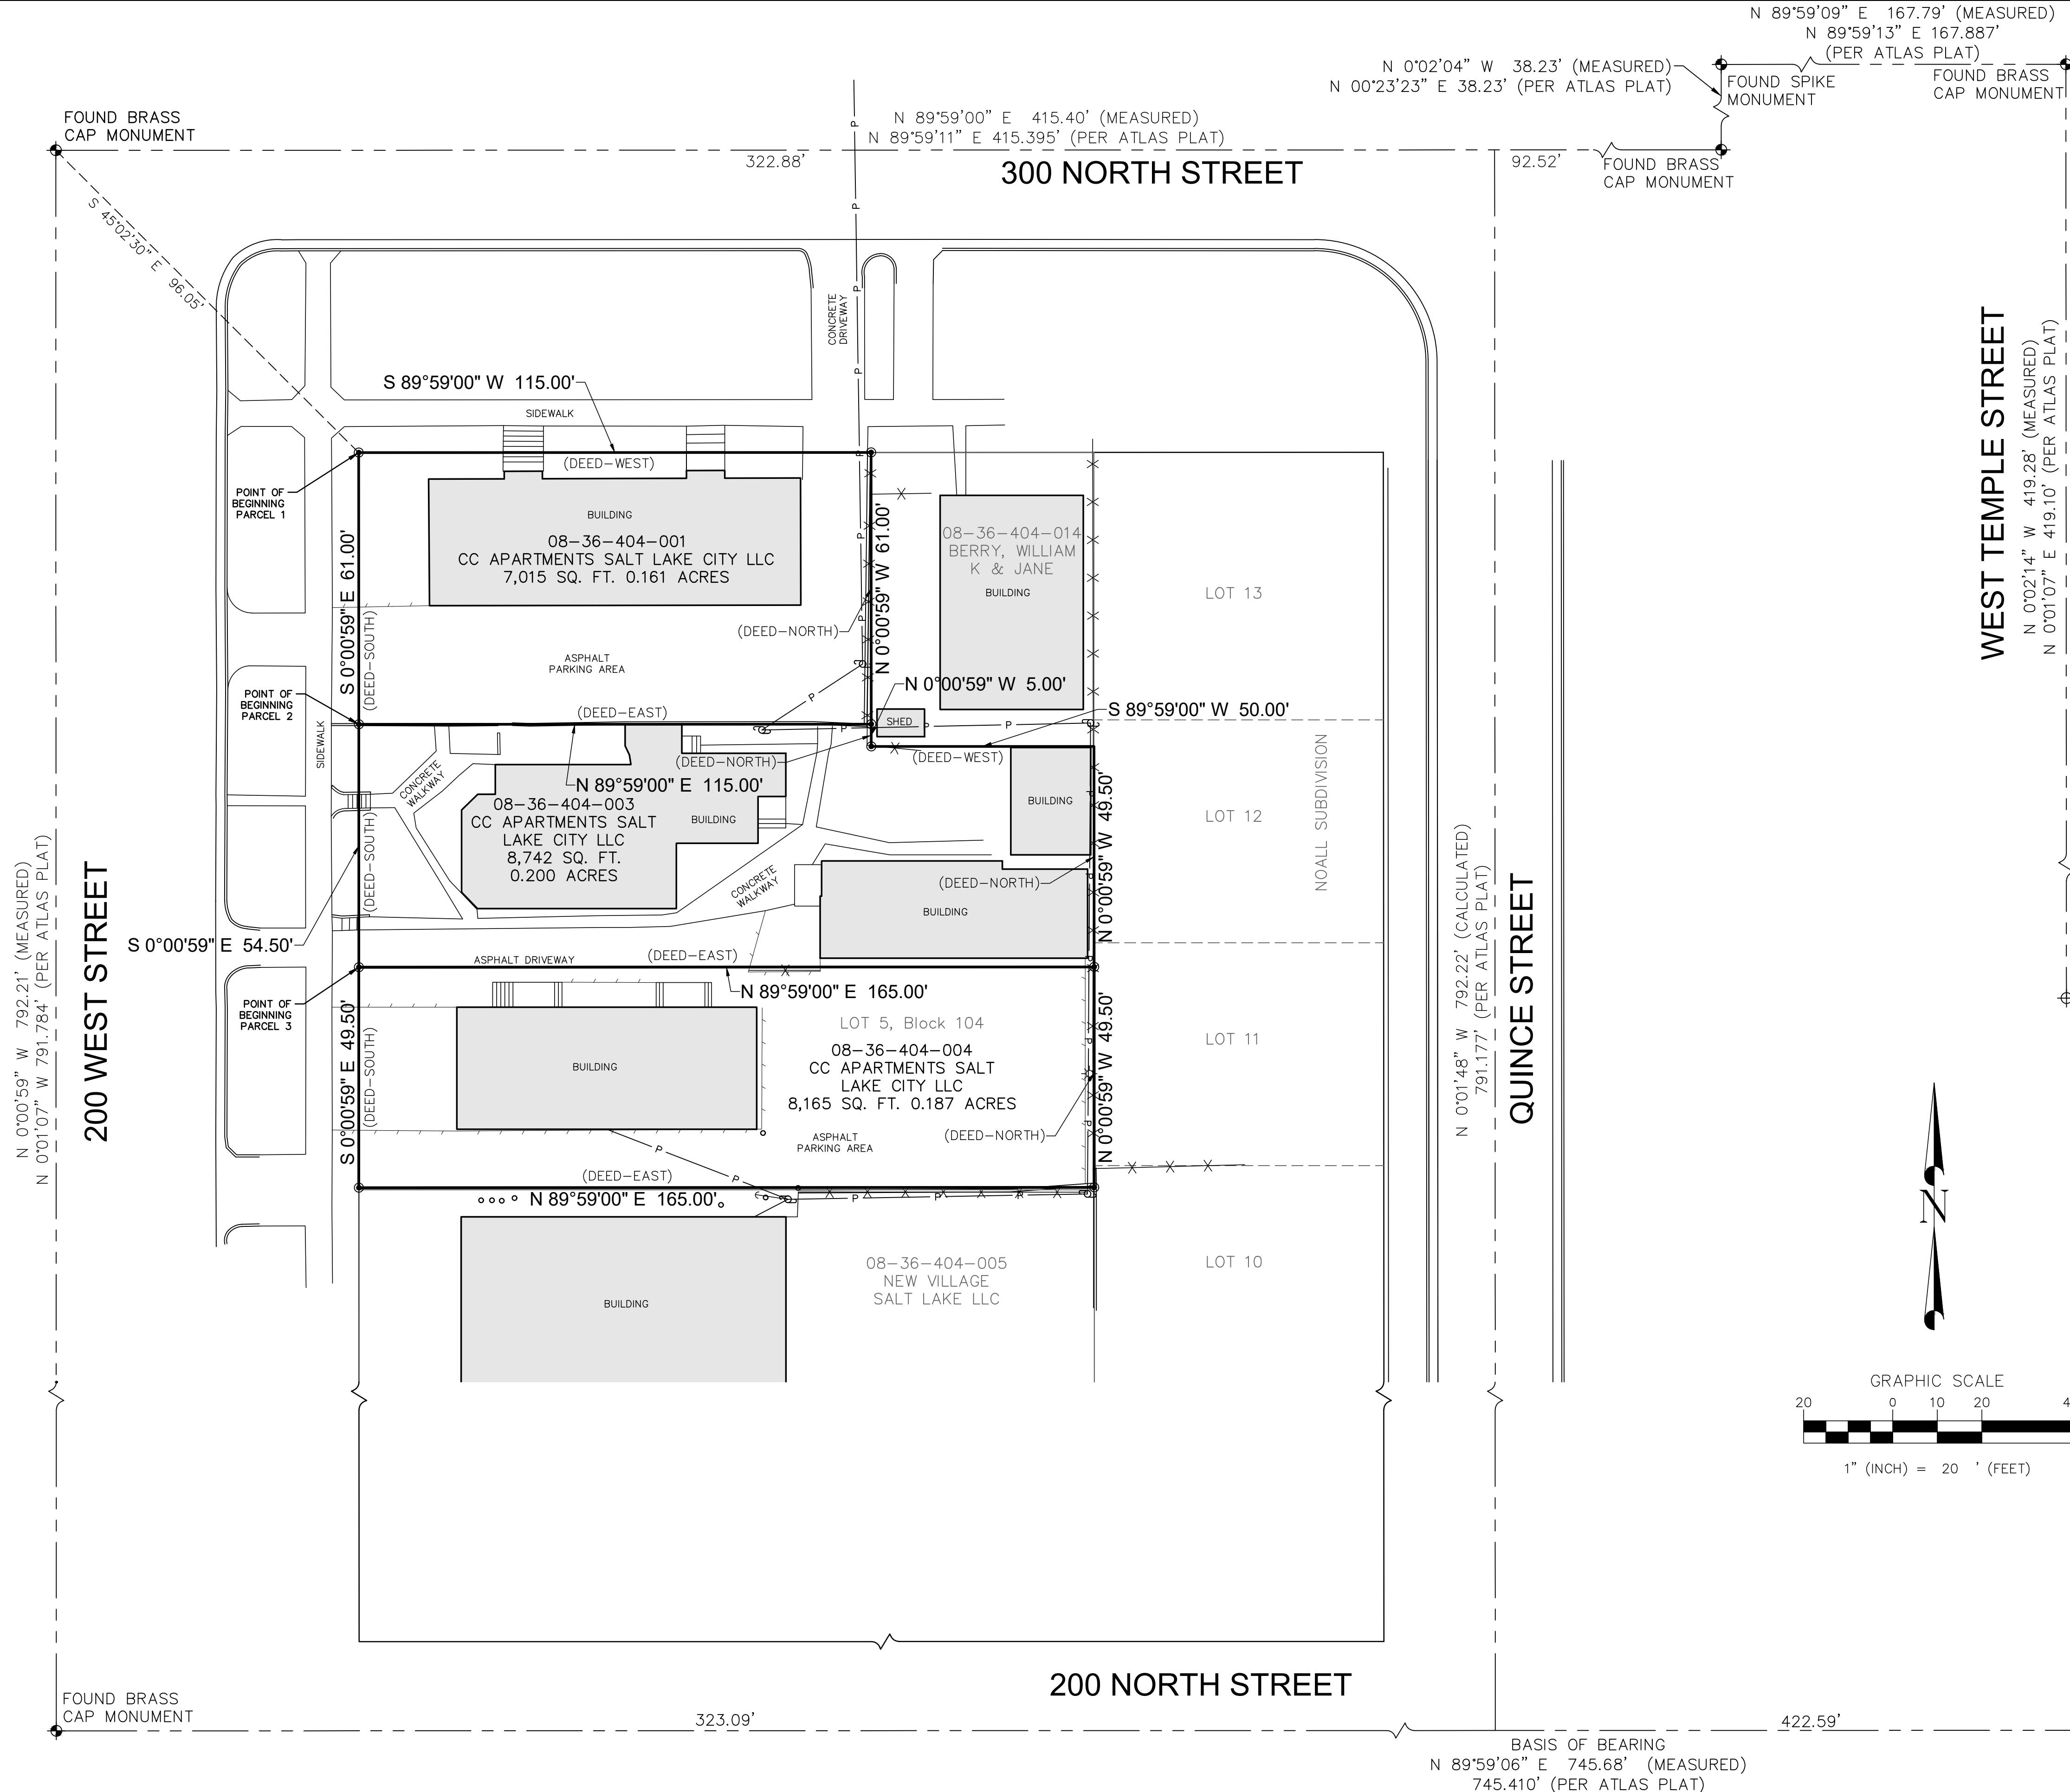 N 89°59'09" E 167.79' (MEASURED)
N 89°59'13" E 167.887'
(PER ATLAS PLAT)
N 0°02'04" W 38.23' (MEASURED)
N 00°23'23" E 38.23' (PER ATLAS PLAT)
FOUND SPIKE
MONUMENT
FOUND BRASS
CAP MONUMENT
FOUND BRASS
CAP MONUMENT
N 89°59'00" E 415.40' (MEASURED)
N 89°59'11" E 415.395' (PER ATLAS PLAT)
322.88'
300 NORTH STREET
92.52'
FOUND BRASS
CAP MONUMENT
S 45°02'30" E 96.05'
CONCRETE
DRIVEWAY
WEST TEMPLE STREET
N 0°02'14" W 419.28' (MEASURED)
N 0°01'07" E 419.10' (PER ATLAS PLAT)
S 89°59'00" W 115.00'
SIDEWALK
(DEED-WEST)
POINT OF
BEGINNING
PARCEL 1
BUILDING
08-36-404-001
CC APARTMENTS SALT LAKE CITY LLC
7,015 SQ. FT. 0.161 ACRES
S 0°00'59" E 61.00'
(DEED-SOUTH)
N 0°00'59" W 61.00'
(DEED-NORTH)
08-36-404-014
BERRY, WILLIAM
K & JANE
BUILDING
LOT 13
ASPHALT
PARKING AREA
POINT OF
BEGINNING
PARCEL 2
(DEED-EAST)
N 0°00'59" W 5.00'
S 89°59'00" W 50.00'
SHED
SIDEWALK
(DEED-NORTH)
(DEED-WEST)
CONCRETE
WALKWAY
N 89°59'00" E 115.00'
08-36-404-003
CC APARTMENTS SALT
LAKE CITY LLC
8,742 SQ. FT.
0.200 ACRES
BUILDING
BUILDING
N 0°00'59" W 49.50'
LOT 12
NOALL SUBDIVISION
(DEED-SOUTH)
CONCRETE
WALKWAY
(DEED-NORTH)
BUILDING
S 0°00'59" E 54.50'
N 0°00'59" W 792.21' (MEASURED)
N 0°01'07" W 791.784' (PER ATLAS PLAT)
200 WEST STREET
N 0°01'48" W 792.22' (CALCULATED)
791.177' (PER ATLAS PLAT)
QUINCE STREET
ASPHALT DRIVEWAY
(DEED-EAST)
N 89°59'00" E 165.00'
POINT OF
BEGINNING
PARCEL 3
S 0°00'59" E 49.50'
(DEED-SOUTH)
BUILDING
LOT 5, Block 104
08-36-404-004
CC APARTMENTS SALT
LAKE CITY LLC
8,165 SQ. FT. 0.187 ACRES
ASPHALT
PARKING AREA
(DEED-NORTH)
N 0°00'59" W 49.50'
LOT 11
(DEED-EAST)
N 89°59'00" E 165.00'
BUILDING
08-36-404-005
NEW VILLAGE
SALT LAKE LLC
LOT 10
N
GRAPHIC SCALE
20 0 10 20
1" (INCH) = 20 ' (FEET)
200 NORTH STREET
FOUND BRASS
CAP MONUMENT
323.09'
422.59'
BASIS OF BEARING
N 89°59'06" E 745.68' (MEASURED)
745.410' (PER ATLAS PLAT)